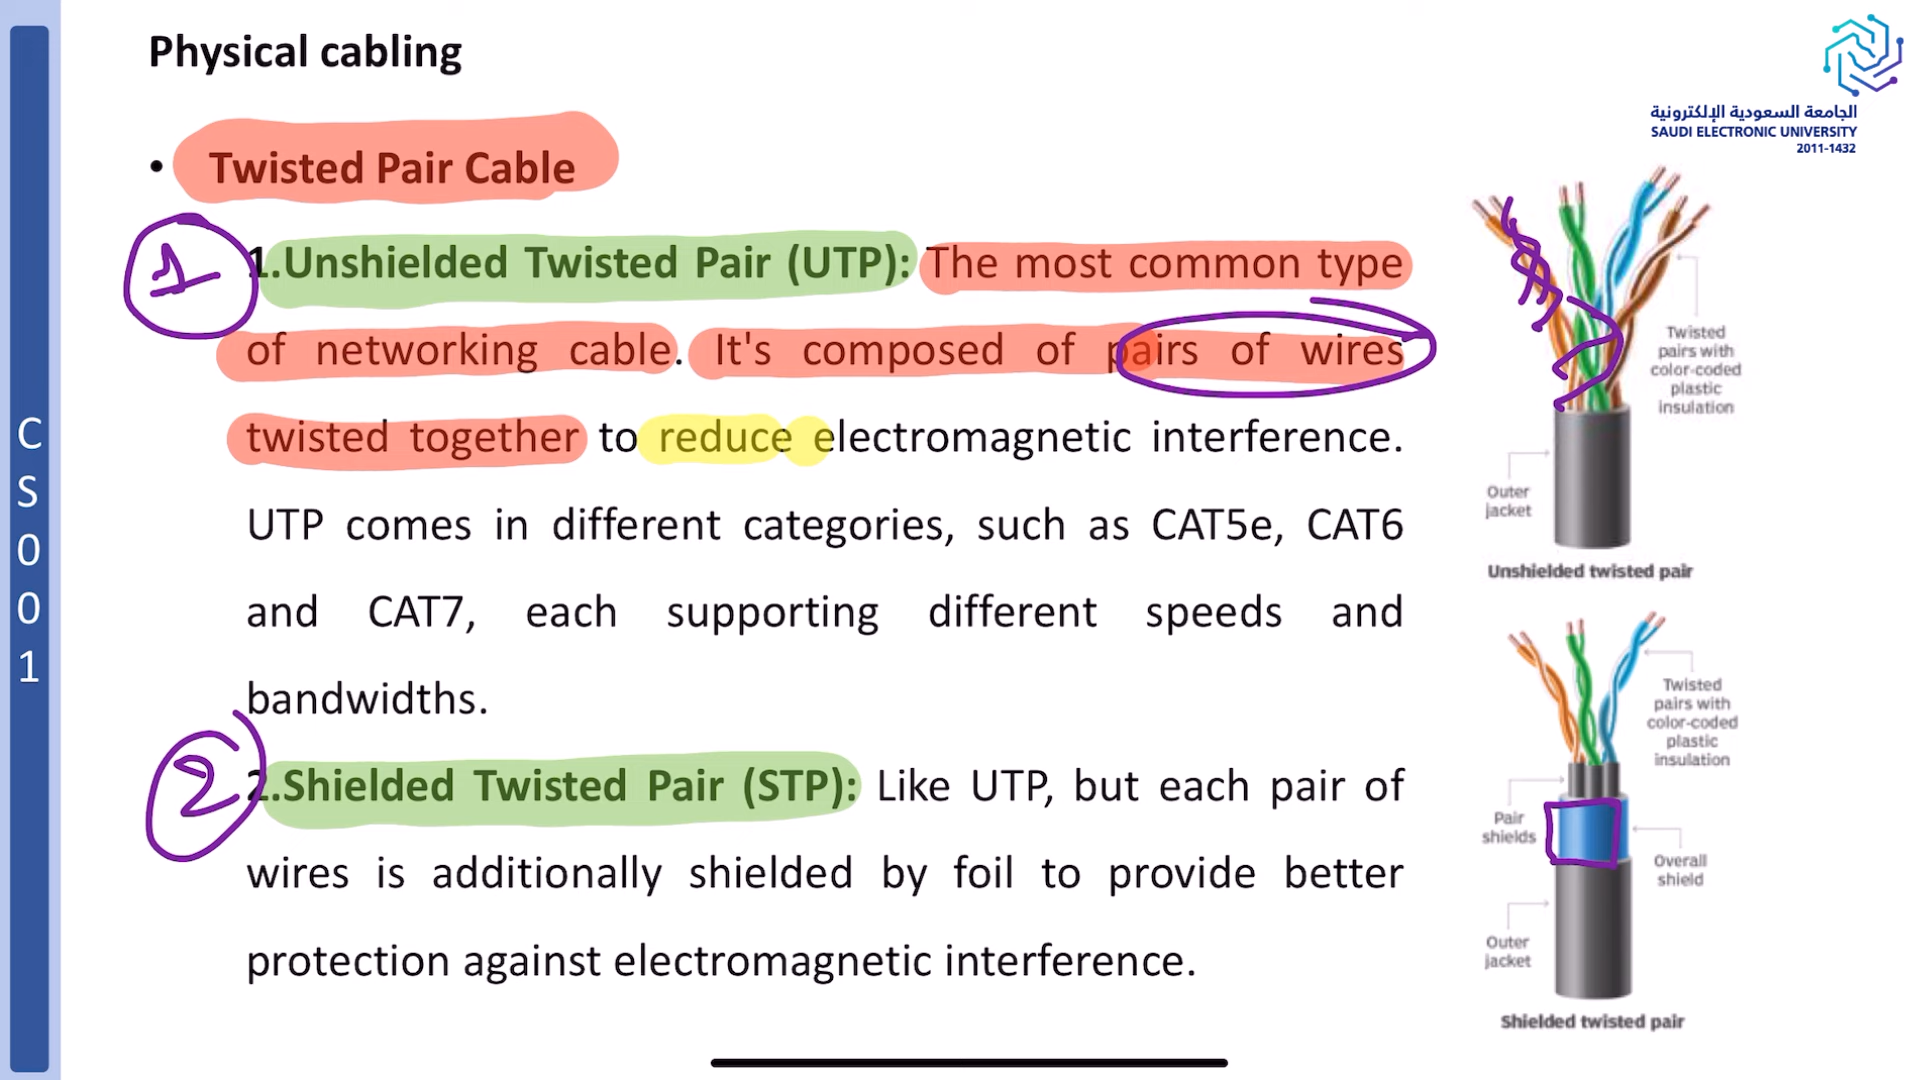 Physical cabling
الجامعة السعودية الإلكترونية
SAUDI ELECTRONIC UNIVERSITY
2011-1432
• Twisted Pair Cable
1
1.Unshielded Twisted Pair (UTP): The most common type
of networking cable. It's composed of pairs of wires
twisted together to reduce electromagnetic interference.
UTP comes in different categories, such as CAT5e, CAT6
and CAT7, each supporting different speeds and
bandwidths.
2
2.Shielded Twisted Pair (STP): Like UTP, but each pair of
wires is additionally shielded by foil to provide better
protection against electromagnetic interference.
Twisted
pairs with
color-coded
plastic
insulation
Outer
jacket
Unshielded twisted pair
Twisted
pairs with
color-coded
plastic
insulation
Pair
shields
Overall
shield
Outer
jacket
Shielded twisted pair
C
S
0
0
1